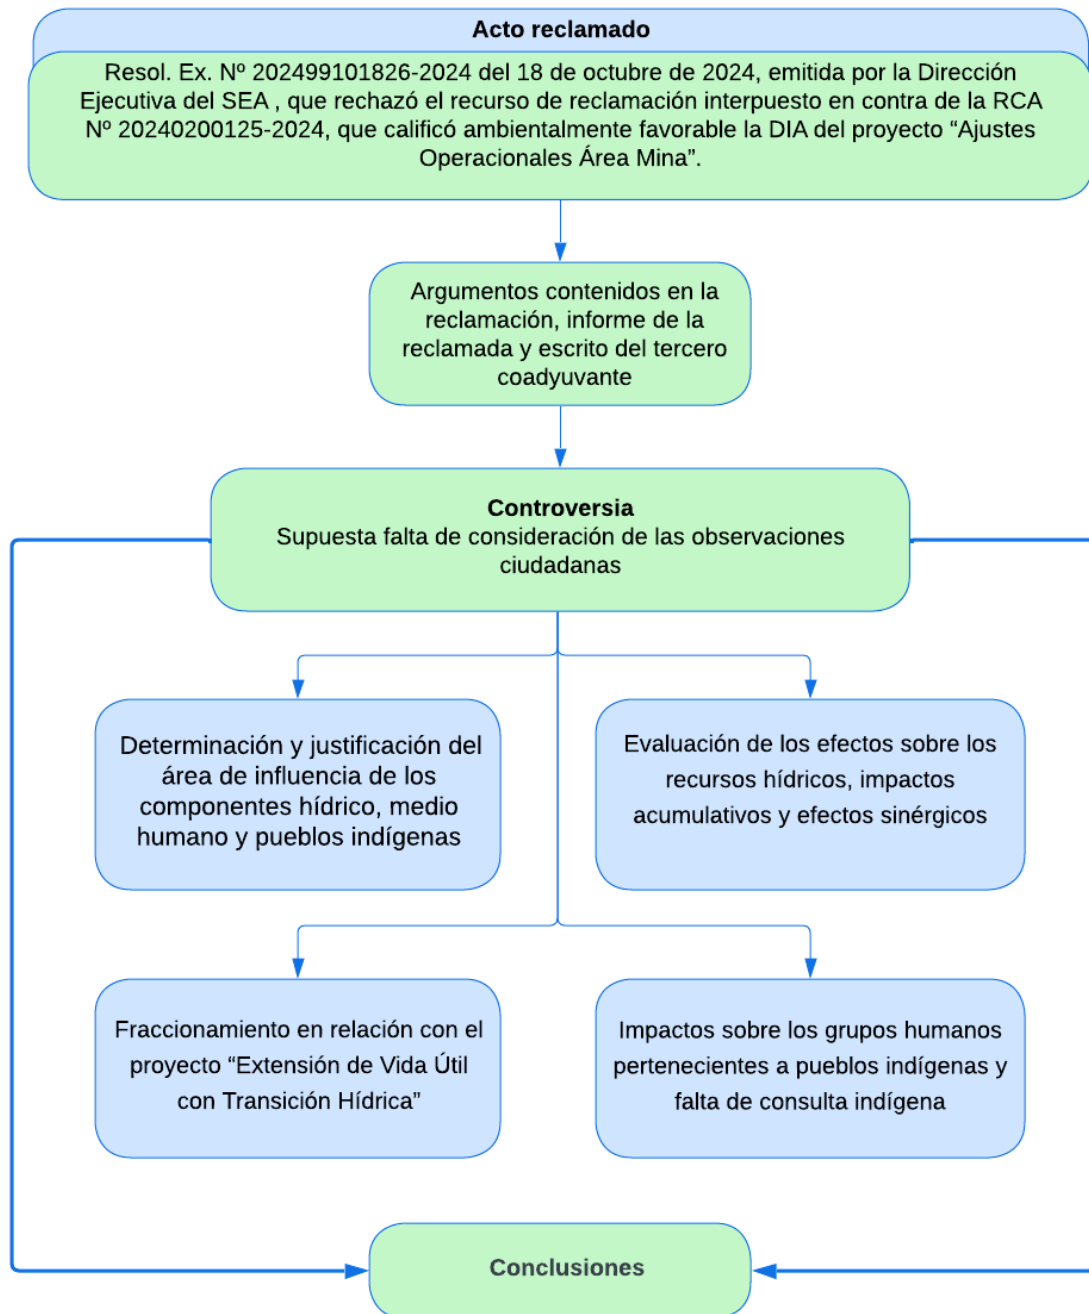 Acto reclamado
Resol. Ex. Nº 202499101826-2024 del 18 de octubre de 2024, emitida por la Dirección
Ejecutiva del SEA , que rechazó el recurso de reclamación interpuesto en contra de la RCA
Nº 20240200125-2024, que calificó ambientalmente favorable la DIA del proyecto “Ajustes
Operacionales Área Mina”.
Argumentos contenidos en la
reclamación, informe de la
reclamada y escrito del tercero
coadyuvante
Controversia
Supuesta falta de consideración de las observaciones
ciudadanas
Determinación y justificación del
área de influencia de los
componentes hídrico, medio
humano y pueblos indígenas
Evaluación de los efectos sobre los
recursos hídricos, impactos
acumulativos y efectos sinérgicos
Fraccionamiento en relación con el
proyecto “Extensión de Vida Útil
con Transición Hídrica”
Impactos sobre los grupos humanos
pertenecientes a pueblos indígenas y
falta de consulta indígena
Conclusiones